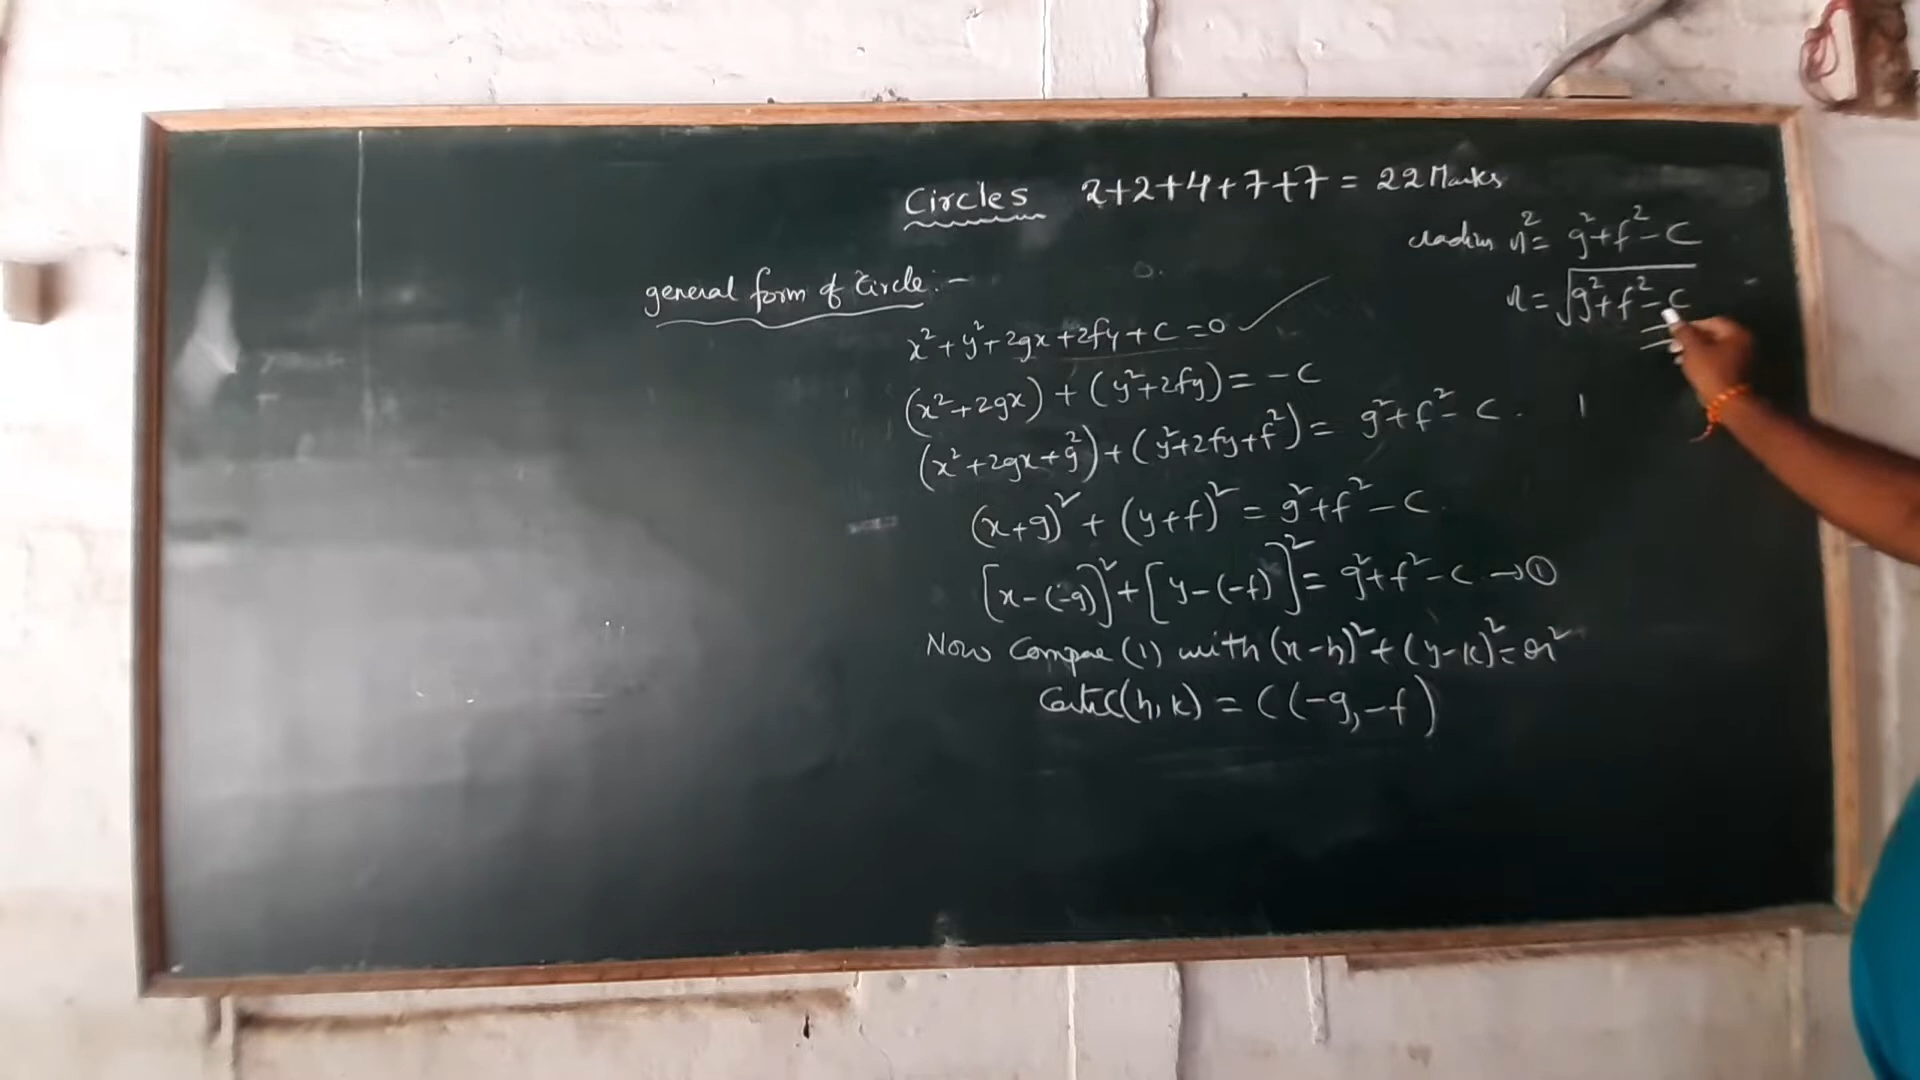 Circles 2+2+4+7+7 = 22 Marks
general form of Circle :-
x²+y²+2gx+2fy+c=0 ✓
(x²+2gx)+(y²+2fy)= -c
(x²+2gx+g²)+(y²+2fy+f²)= g²+f²-c.
(x+g)²+(y+f)²= g²+f²-c.
[x-(-g)]²+[y-(-f)]²= g²+f²-c →①
Now Compae (1) with (x-h)²+(y-k)²=r²
C(h,k) = C(-g,-f)
radius r²= g²+f²-c
r=√g²+f²-c